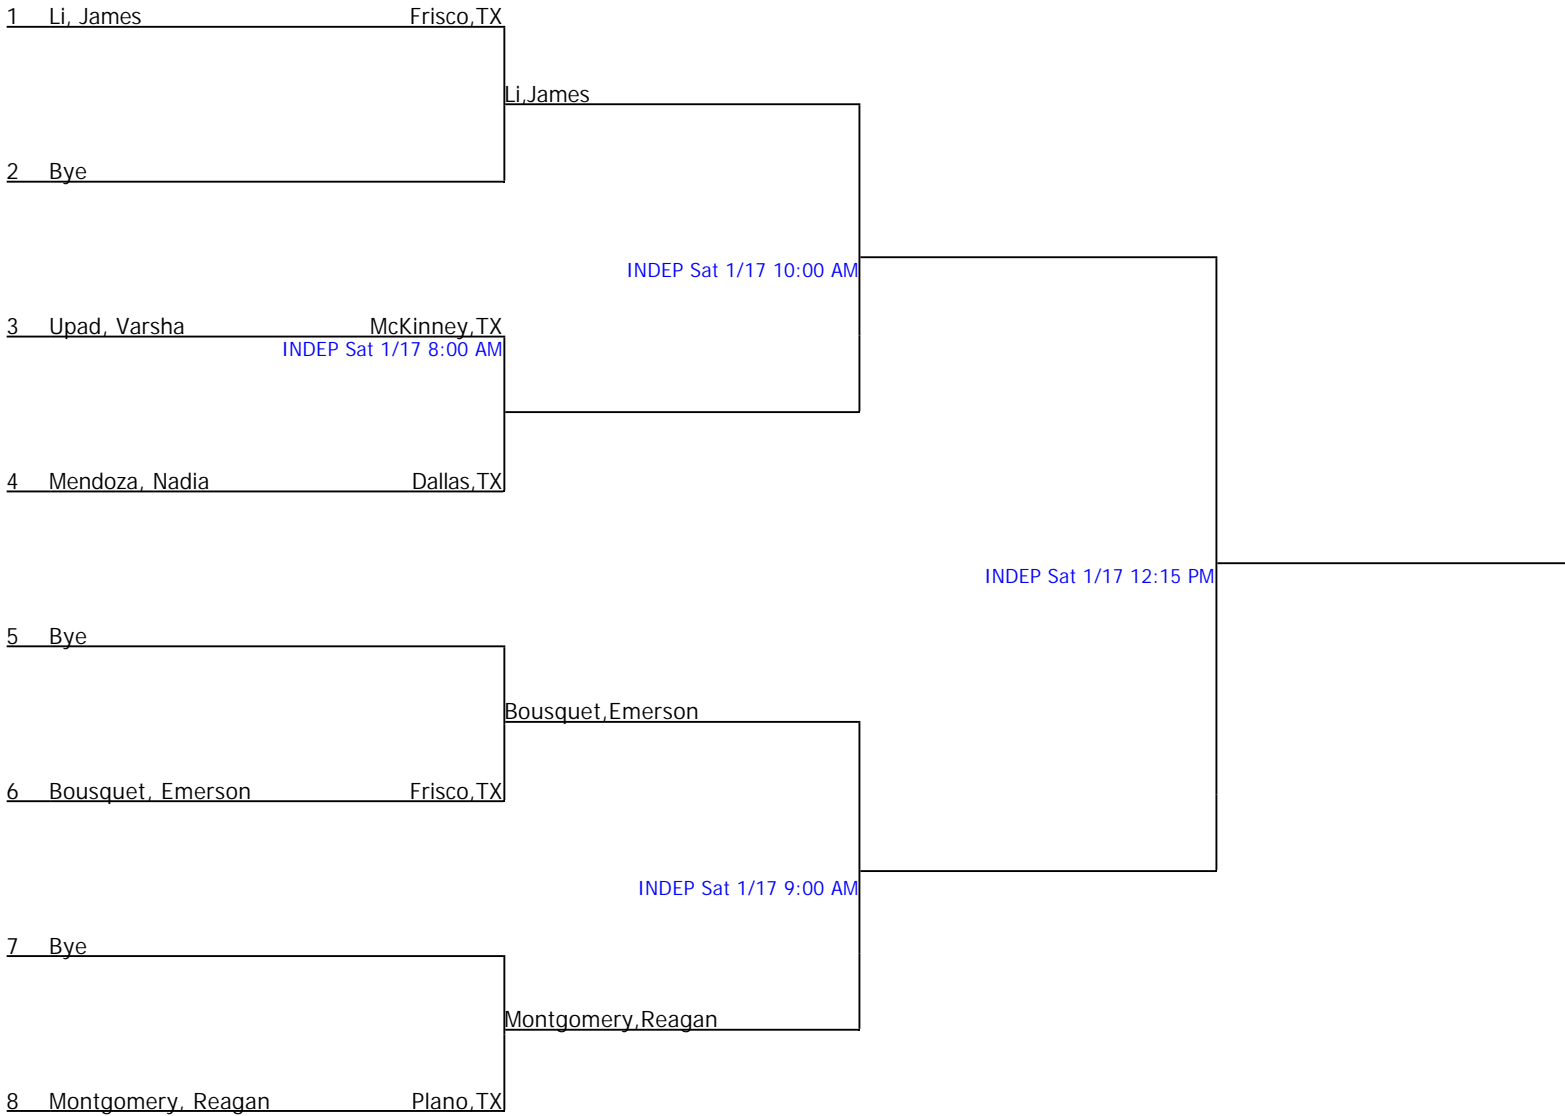 1 Li, James Frisco,TX
Li,James
2 Bye
INDEP Sat 1/17 10:00 AM
3 Upad, Varsha McKinney,TX
INDEP Sat 1/17 8:00 AM
4 Mendoza, Nadia Dallas,TX
INDEP Sat 1/17 12:15 PM
5 Bye
Bousquet,Emerson
6 Bousquet, Emerson Frisco,TX
INDEP Sat 1/17 9:00 AM
7 Bye
Montgomery,Reagan
8 Montgomery, Reagan Plano,TX